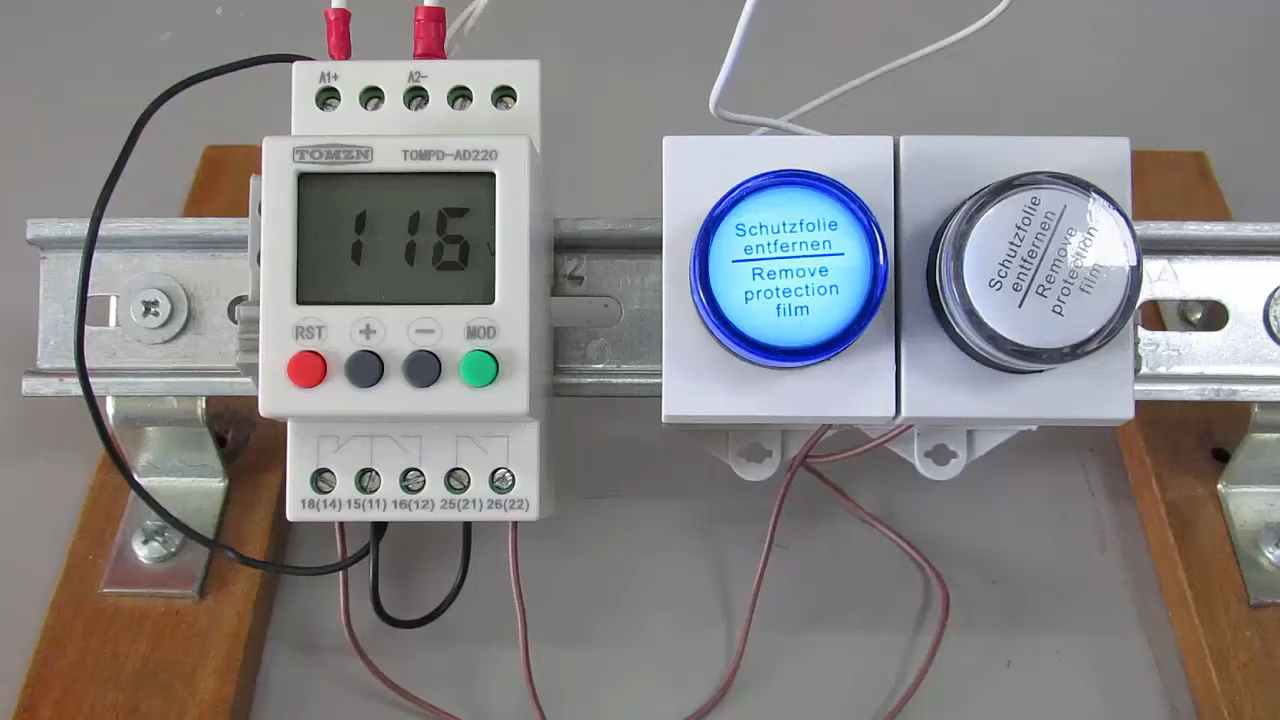 A1+ A2-
TOMZN TOMPD-AD220
116 V
RST + − MOD
18(14) 15(11) 16(12) 25(21) 26(22)
2
Schutzfolie
entfernen
Remove
protection
film
Schutzfolie
entfernen
Remove
protection
film